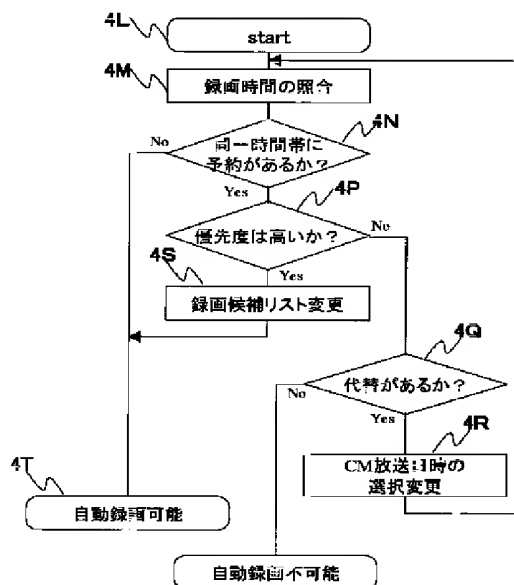 4L
start
4M
録画時間の照合
4N
同一時間帯に
予約があるか？
No
Yes
4P
優先度は高いか？
No
4S
Yes
録画候補リスト変更
4Q
代替があるか？
No
Yes
4R
CM放送日時の
選択変更
4T
自動録画可能
自動録画不可能